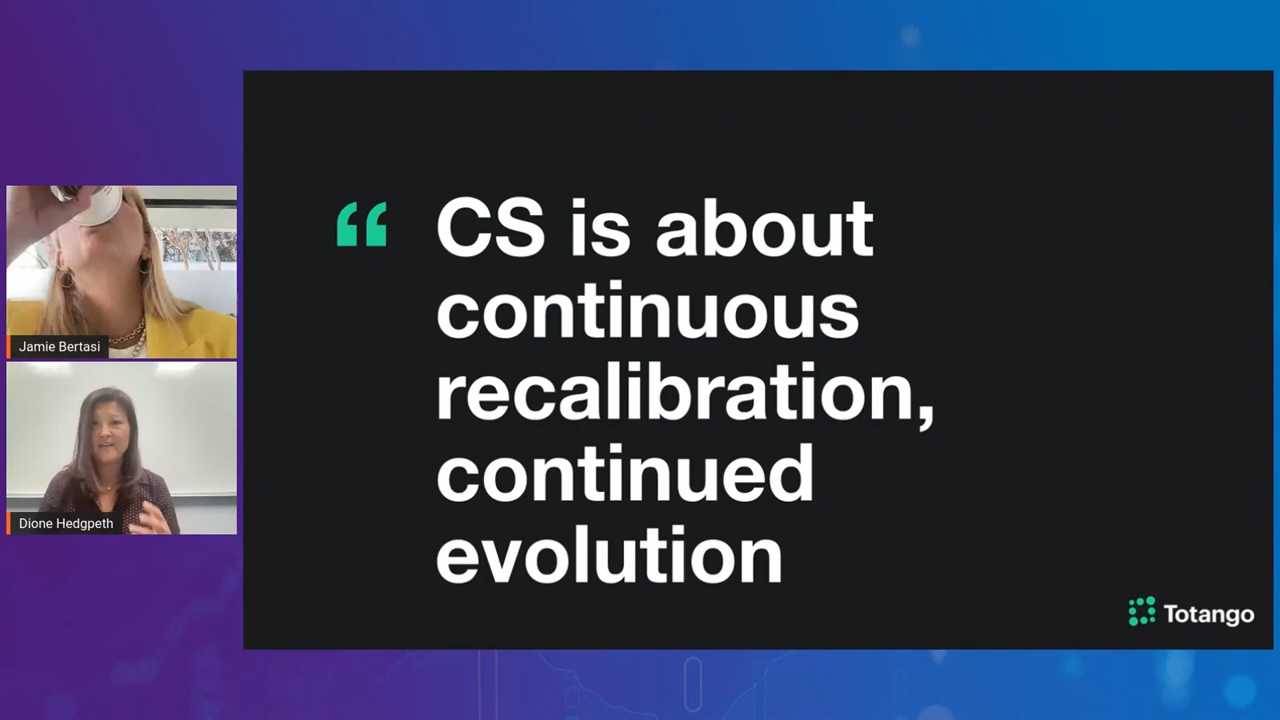 Jamie Bertasi
Dione Hedgpeth
“ CS is about
continuous
recalibration,
continued
evolution
Totango